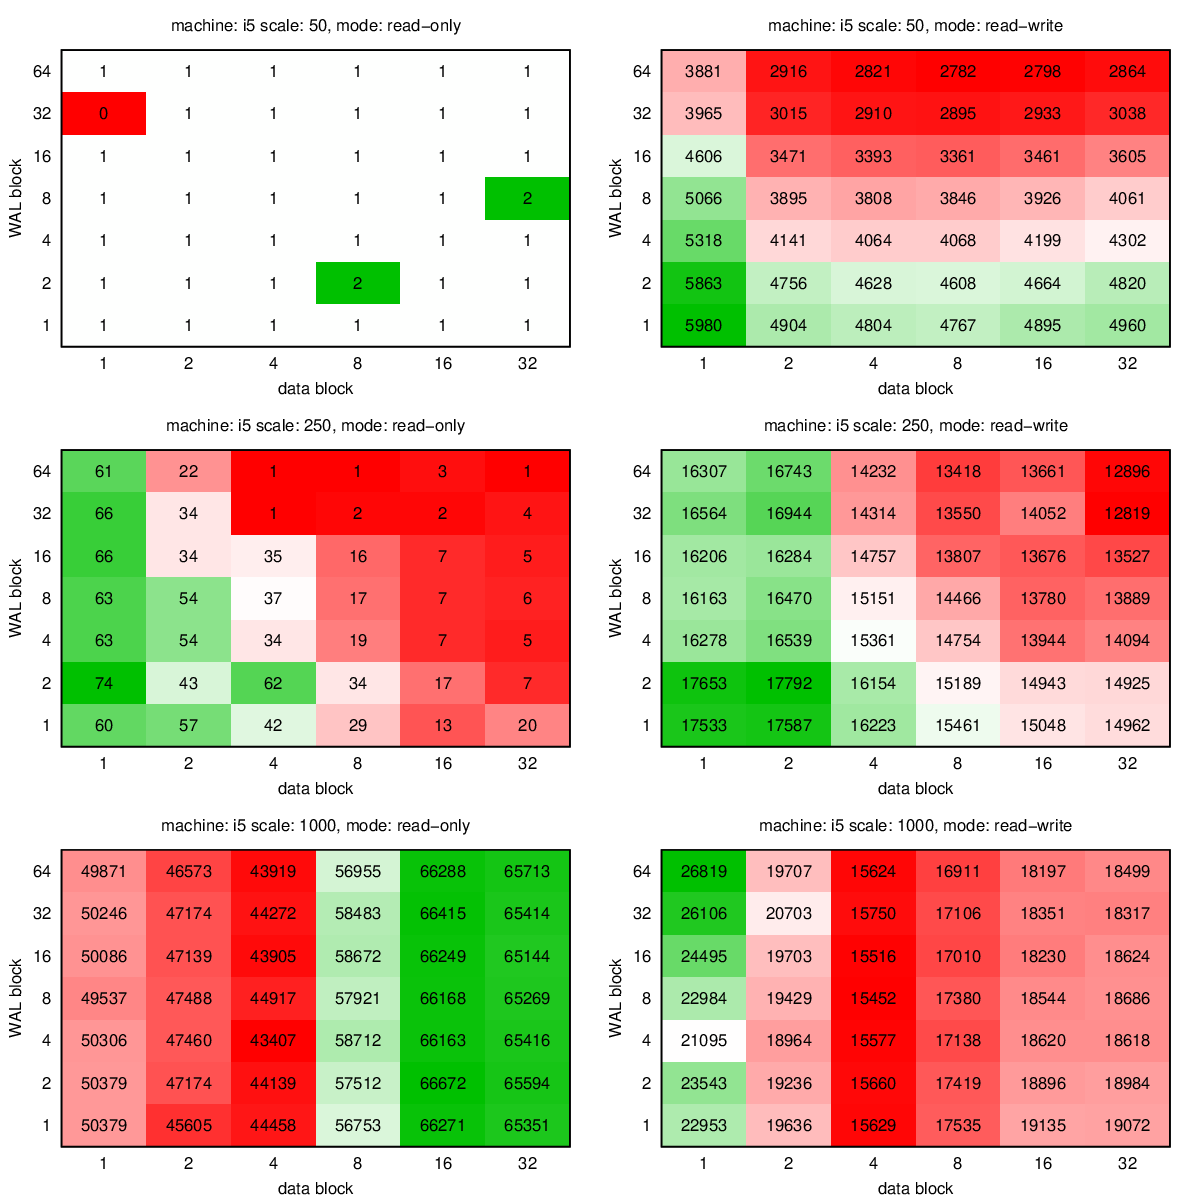 machine: i5 scale: 50, mode: read−only
WAL block
64 1 1 1 1 1 1
32 0 1 1 1 1 1
16 1 1 1 1 1 1
8 1 1 1 1 1 2
4 1 1 1 1 1 1
2 1 1 1 2 1 1
1 1 1 1 1 1 1
1 2 4 8 16 32
data block
machine: i5 scale: 50, mode: read−write
WAL block
64 3881 2916 2821 2782 2798 2864
32 3965 3015 2910 2895 2933 3038
16 4606 3471 3393 3361 3461 3605
8 5066 3895 3808 3846 3926 4061
4 5318 4141 4064 4068 4199 4302
2 5863 4756 4628 4608 4664 4820
1 5980 4904 4804 4767 4895 4960
1 2 4 8 16 32
data block
machine: i5 scale: 250, mode: read−only
WAL block
64 61 22 1 1 3 1
32 66 34 1 2 2 4
16 66 34 35 16 7 5
8 63 54 37 17 7 6
4 63 54 34 19 7 5
2 74 43 62 34 17 7
1 60 57 42 29 13 20
1 2 4 8 16 32
data block
machine: i5 scale: 250, mode: read−write
WAL block
64 16307 16743 14232 13418 13661 12896
32 16564 16944 14314 13550 14052 12819
16 16206 16284 14757 13807 13676 13527
8 16163 16470 15151 14466 13780 13889
4 16278 16539 15361 14754 13944 14094
2 17653 17792 16154 15189 14943 14925
1 17533 17587 16223 15461 15048 14962
1 2 4 8 16 32
data block
machine: i5 scale: 1000, mode: read−only
WAL block
64 49871 46573 43919 56955 66288 65713
32 50246 47174 44272 58483 66415 65414
16 50086 47139 43905 58672 66249 65144
8 49537 47488 44917 57921 66168 65269
4 50306 47460 43407 58712 66163 65416
2 50379 47174 44139 57512 66672 65594
1 50379 45605 44458 56753 66271 65351
1 2 4 8 16 32
data block
machine: i5 scale: 1000, mode: read−write
WAL block
64 26819 19707 15624 16911 18197 18499
32 26106 20703 15750 17106 18351 18317
16 24495 19703 15516 17010 18230 18624
8 22984 19429 15452 17380 18544 18686
4 21095 18964 15577 17138 18620 18618
2 23543 19236 15660 17419 18896 18984
1 22953 19636 15629 17535 19135 19072
1 2 4 8 16 32
data block